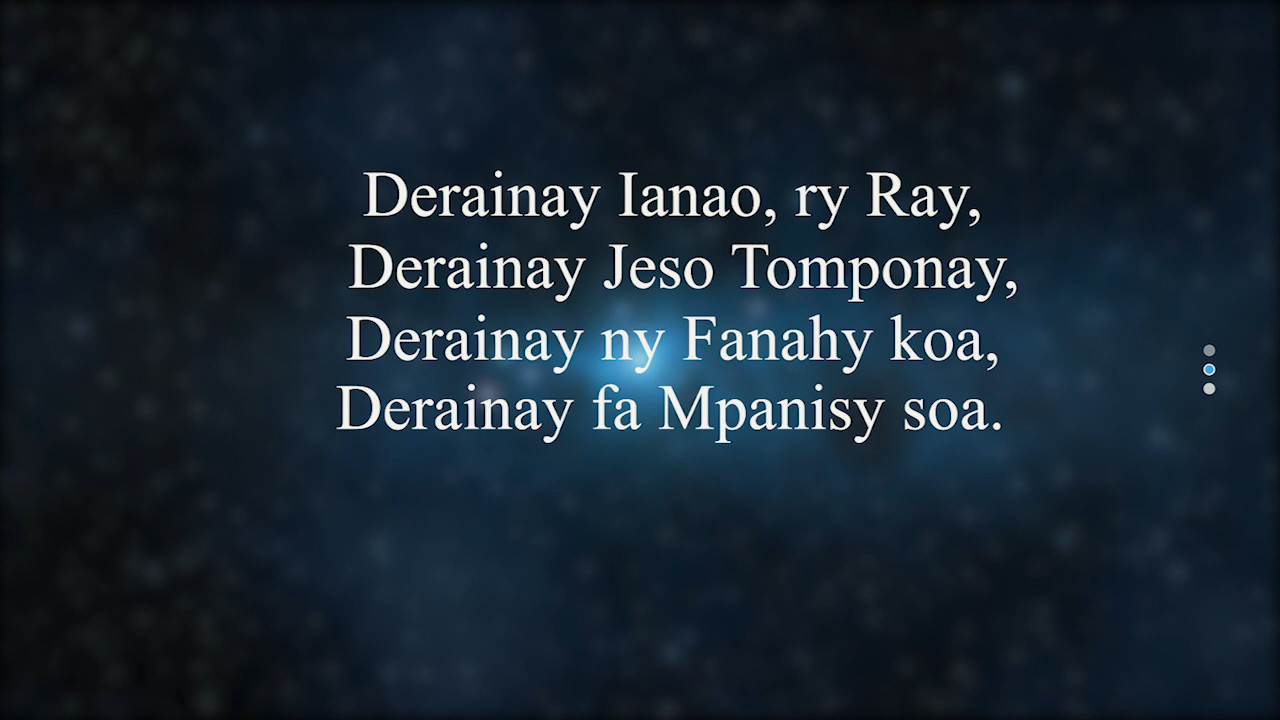 Derainay Ianao, ry Ray,
Derainay Jeso Tomponay,
Derainay ny Fanahy koa,
Derainay fa Mpanisy soa.